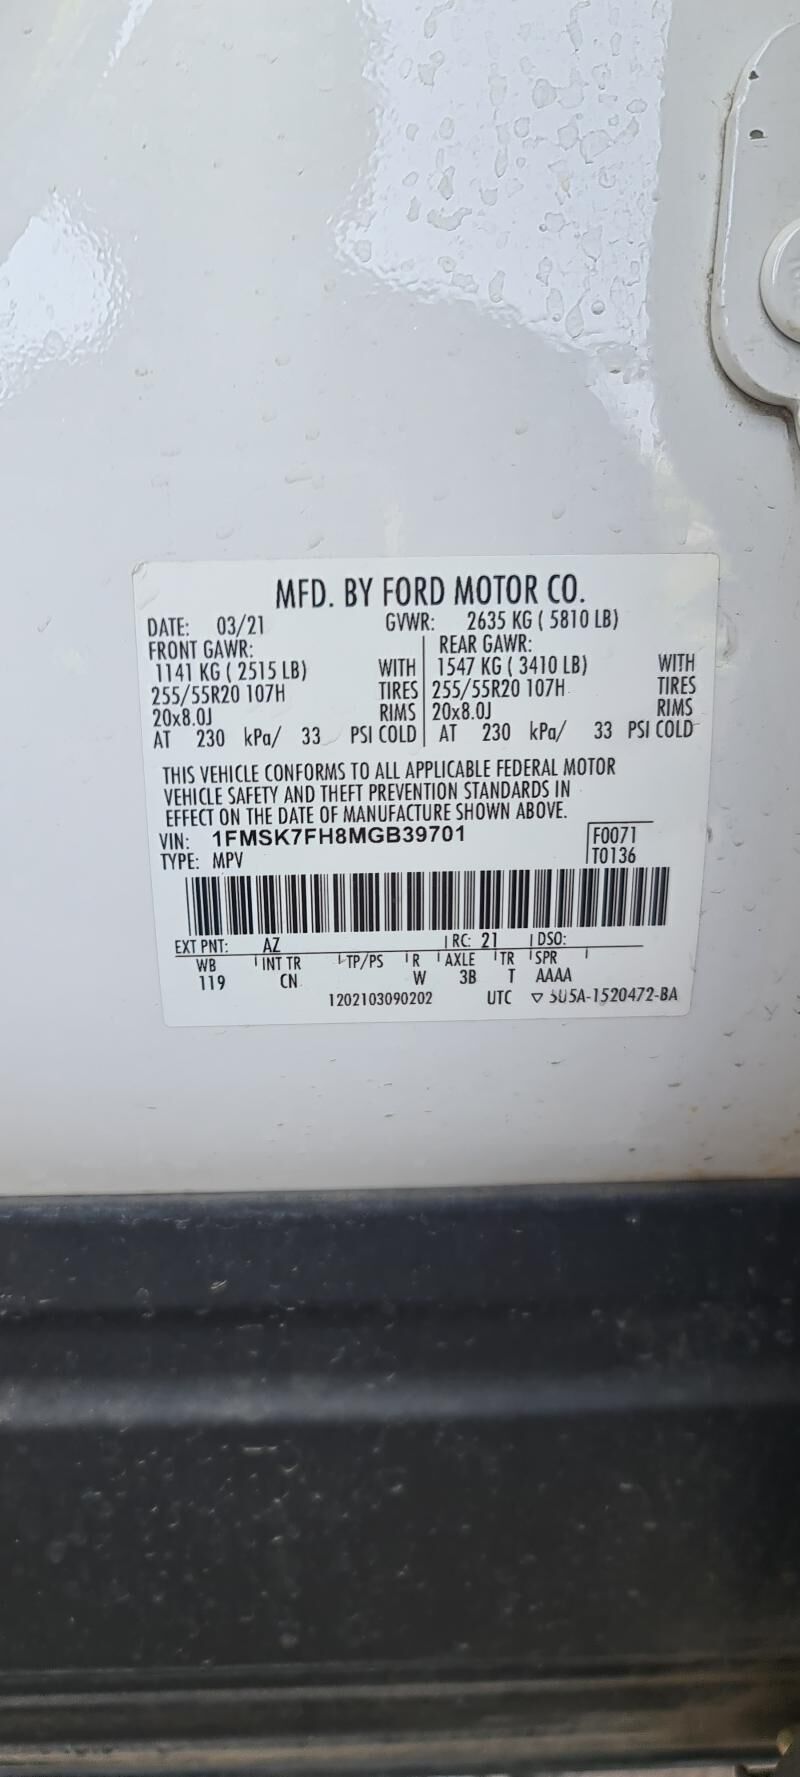 MFD. BY FORD MOTOR CO.
DATE: 03/21 GVWR: 2635 KG ( 5810 LB)
FRONT GAWR: REAR GAWR:
1141 KG ( 2515 LB) WITH 1547 KG ( 3410 LB) WITH
255/55R20 107H TIRES 255/55R20 107H TIRES
20x8.0J RIMS 20x8.0J RIMS
AT 230 kPa/ 33 PSI COLD AT 230 kPa/ 33 PSI COLD
THIS VEHICLE CONFORMS TO ALL APPLICABLE FEDERAL MOTOR
VEHICLE SAFETY AND THEFT PREVENTION STANDARDS IN
EFFECT ON THE DATE OF MANUFACTURE SHOWN ABOVE.
VIN: 1FMSK7FH8MGB39701 F0071
TYPE: MPV T0136
EXT PNT: AZ RC: 21 DSO:
WB INT TR TP/PS R AXLE TR SPR
119 CN W 3B T AAAA
1202103090202 UTC ▽ 5U5A-1520472-BA